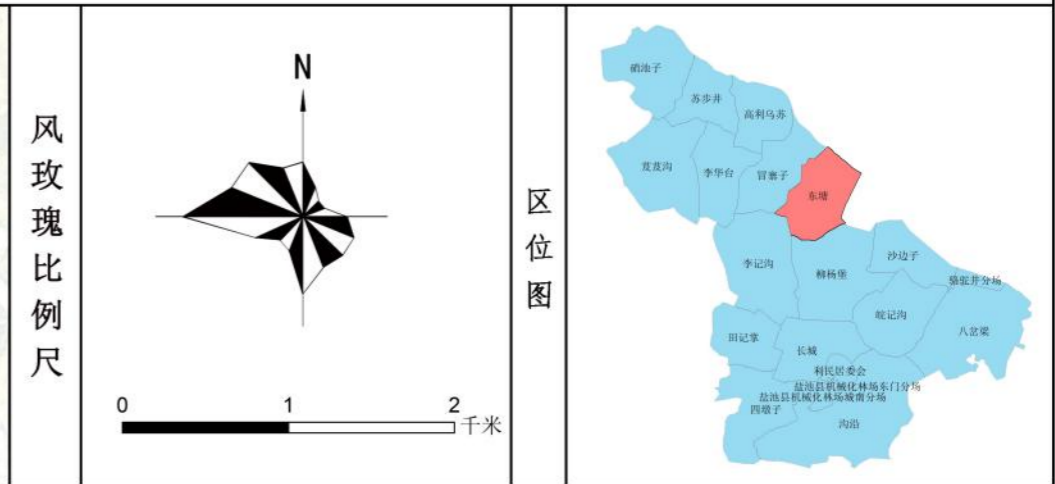 风玫瑰比例尺
N
0 1 2 千米
区位图
硝池子
苏步井
高利乌苏
芨芨沟
李华台
冒寨子
东塘
李记沟
柳杨堡
沙边子
骆驼井分场
皖记沟
八岔梁
田记掌
长城
利民居委会
盐池县机械化林场东门分场
盐池县机械化林场城南分场
四墩子
沟沿